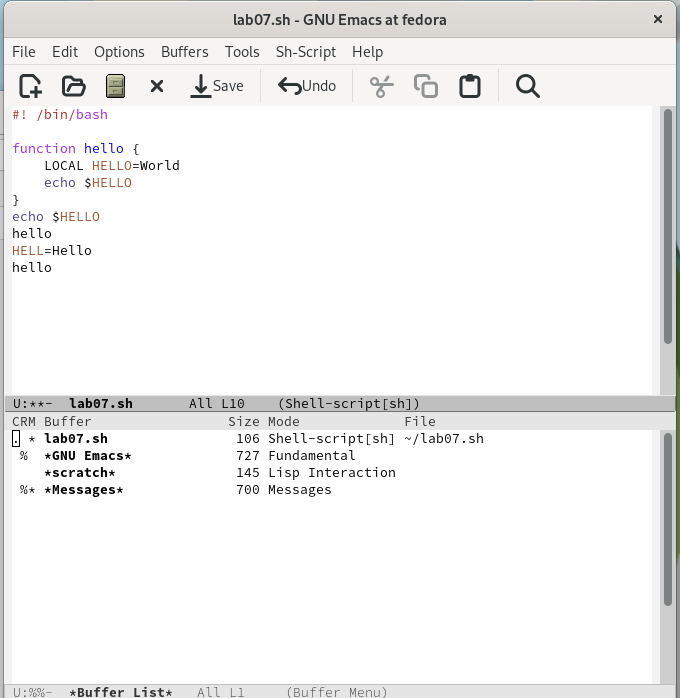 lab07.sh - GNU Emacs at fedora
File Edit Options Buffers Tools Sh-Script Help
Save Undo
#! /bin/bash
function hello {
LOCAL HELLO=World
echo $HELLO
}
echo $HELLO
hello
HELL=Hello
hello
U:**- lab07.sh All L10 (Shell-script[sh])
CRM Buffer Size Mode File
. * lab07.sh 106 Shell-script[sh] ~/lab07.sh
% *GNU Emacs* 727 Fundamental
*scratch* 145 Lisp Interaction
%* *Messages* 700 Messages
U:%%- *Buffer List* All L1 (Buffer Menu)